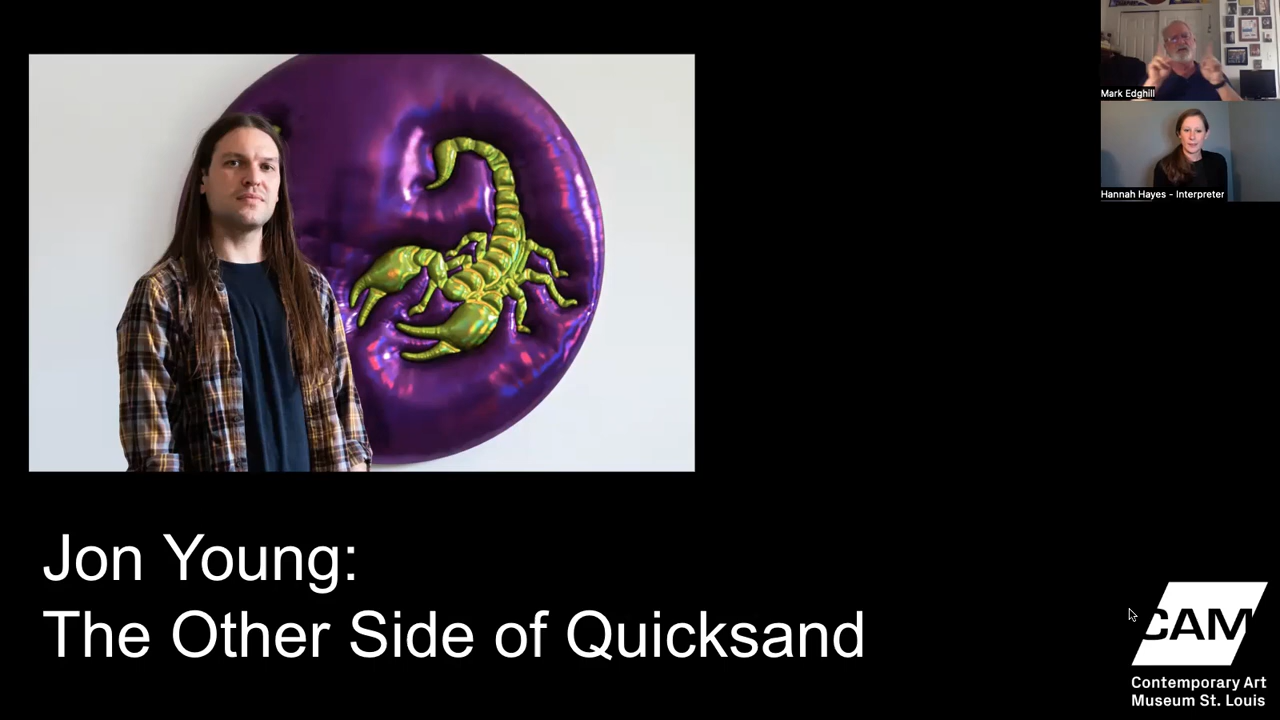 Mark Edghill
Hannah Hayes - Interpreter
Jon Young:
The Other Side of Quicksand
CAM
Contemporary Art
Museum St. Louis